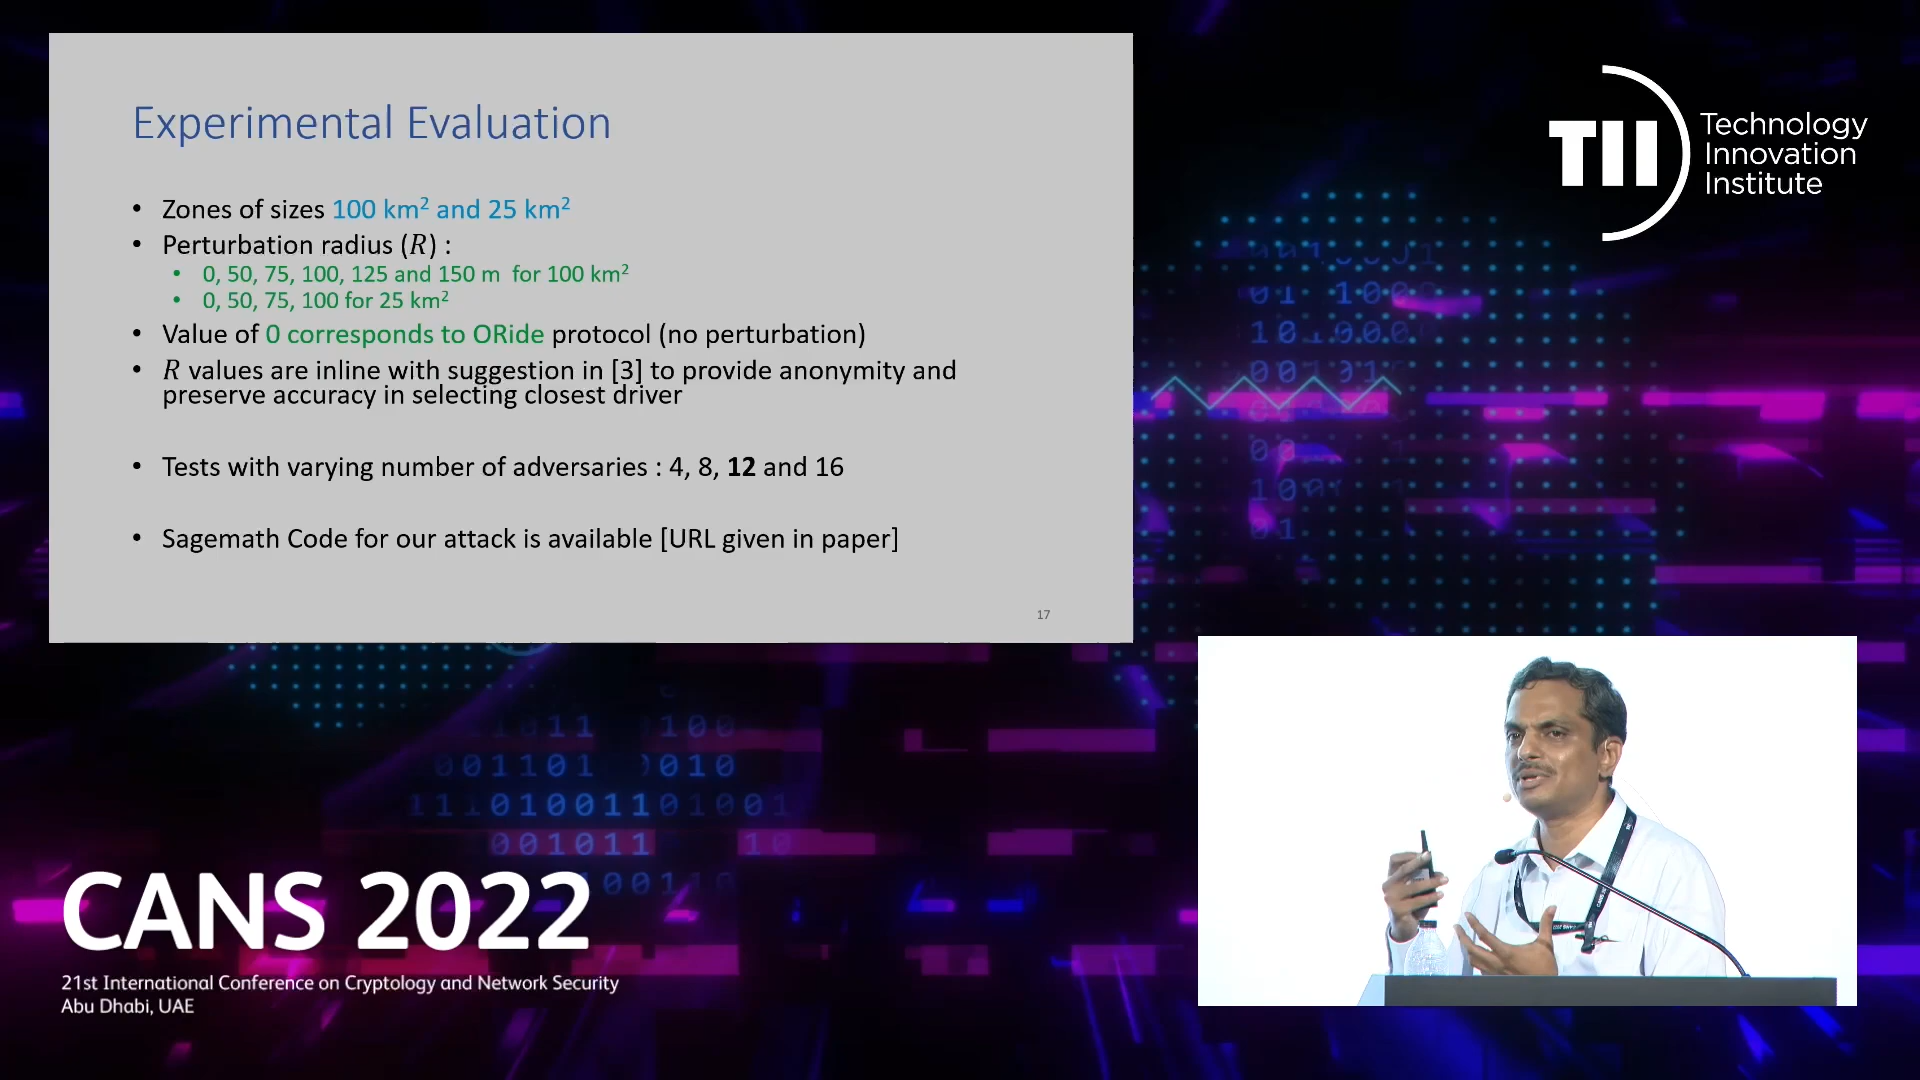 Experimental Evaluation
• Zones of sizes 100 km² and 25 km²
• Perturbation radius (R) :
• 0, 50, 75, 100, 125 and 150 m for 100 km²
• 0, 50, 75, 100 for 25 km²
• Value of 0 corresponds to ORide protocol (no perturbation)
• R values are inline with suggestion in [3] to provide anonymity and
preserve accuracy in selecting closest driver
• Tests with varying number of adversaries : 4, 8, 12 and 16
• Sagemath Code for our attack is available [URL given in paper]
17
TII
Technology
Innovation
Institute
CANS 2022
21st International Conference on Cryptology and Network Security
Abu Dhabi, UAE